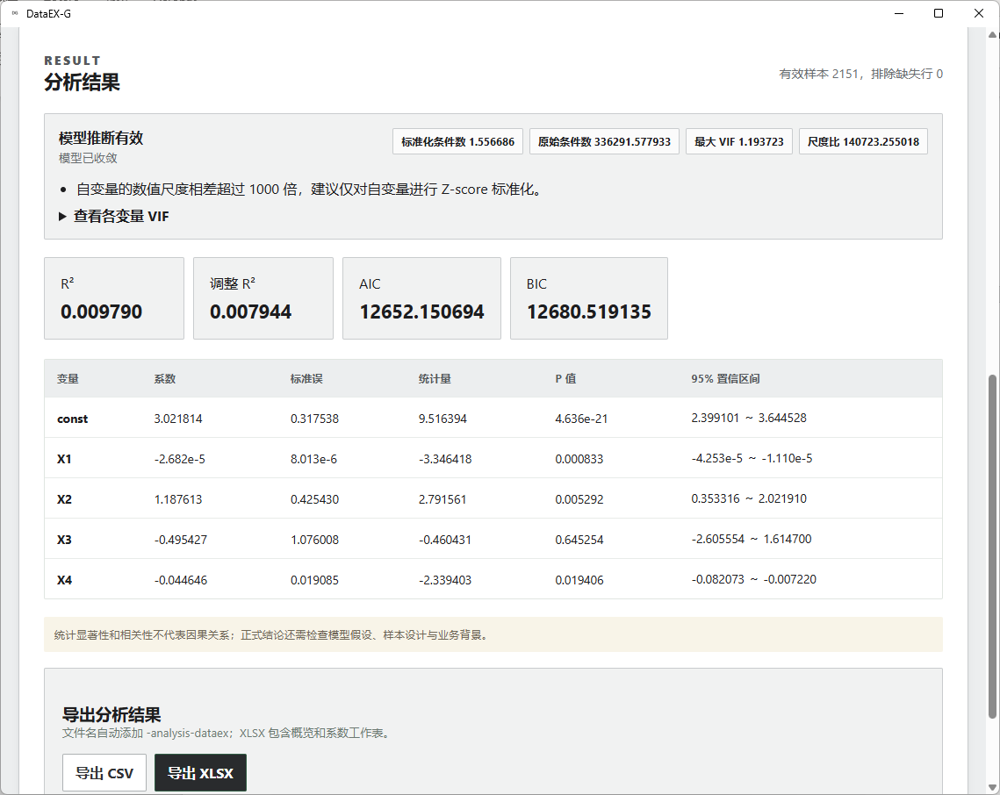 DataEX-G
RESULT
分析结果
有效样本 2151，排除缺失行 0
模型推断有效
模型已收敛
标准化条件数 1.556686
原始条件数 336291.577933
最大 VIF 1.193723
尺度比 140723.255018
自变量的数值尺度相差超过 1000 倍，建议仅对自变量进行 Z-score 标准化。
查看各变量 VIF
R²
0.009790
调整 R²
0.007944
AIC
12652.150694
BIC
12680.519135
变量 系数 标准误 统计量 P 值 95% 置信区间
const 3.021814 0.317538 9.516394 4.636e-21 2.399101 ~ 3.644528
X1 -2.682e-5 8.013e-6 -3.346418 0.000833 -4.253e-5 ~ -1.110e-5
X2 1.187613 0.425430 2.791561 0.005292 0.353316 ~ 2.021910
X3 -0.495427 1.076008 -0.460431 0.645254 -2.605554 ~ 1.614700
X4 -0.044646 0.019085 -2.339403 0.019406 -0.082073 ~ -0.007220
统计显著性和相关性不代表因果关系；正式结论还需检查模型假设、样本设计与业务背景。
导出分析结果
文件名自动添加 -analysis-dataex；XLSX 包含概览和系数工作表。
导出 CSV
导出 XLSX